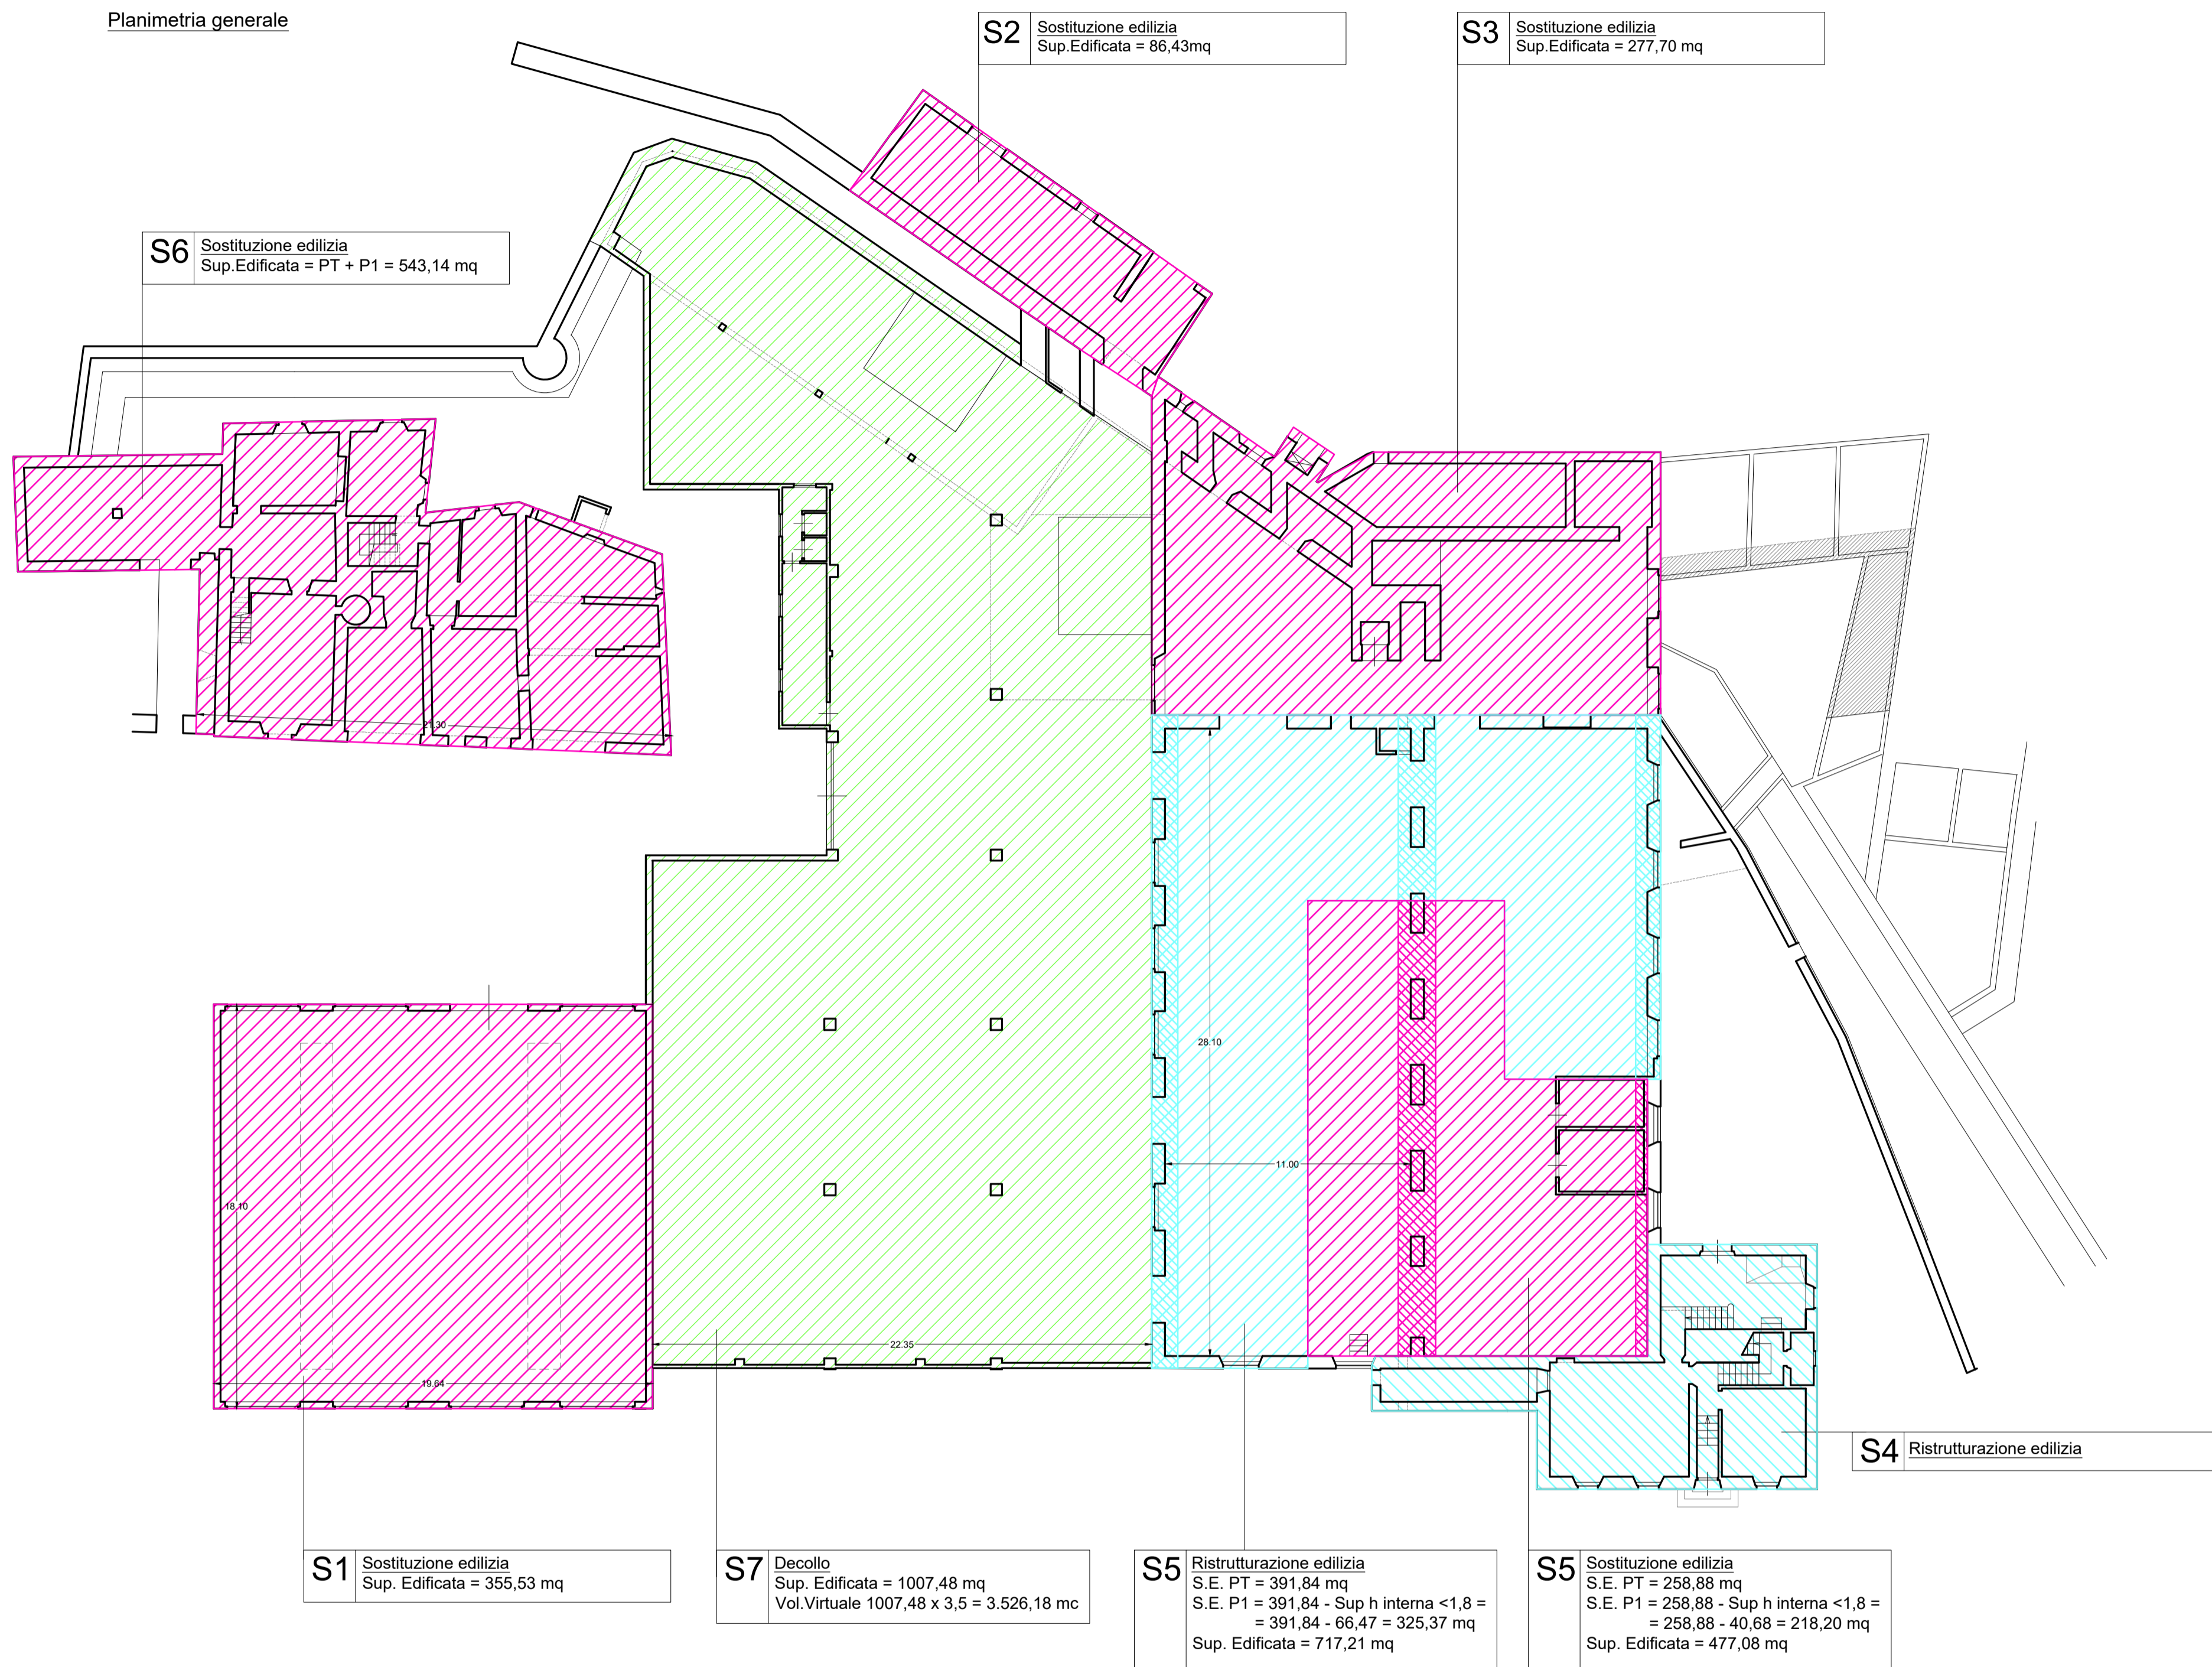 Planimetria generale
S2
Sostituzione edilizia
Sup.Edificata = 86,43mq
S3
Sostituzione edilizia
Sup.Edificata = 277,70 mq
S6
Sostituzione edilizia
Sup.Edificata = PT + P1 = 543,14 mq
21.30
28.10
11.00
18.10
22.35
19.64
S4
Ristrutturazione edilizia
S1
Sostituzione edilizia
Sup. Edificata = 355,53 mq
S7
Decollo
Sup. Edificata = 1007,48 mq
Vol.Virtuale 1007,48 x 3,5 = 3.526,18 mc
S5
Ristrutturazione edilizia
S.E. PT = 391,84 mq
S.E. P1 = 391,84 - Sup h interna <1,8 =
= 391,84 - 66,47 = 325,37 mq
Sup. Edificata = 717,21 mq
S5
Sostituzione edilizia
S.E. PT = 258,88 mq
S.E. P1 = 258,88 - Sup h interna <1,8 =
= 258,88 - 40,68 = 218,20 mq
Sup. Edificata = 477,08 mq